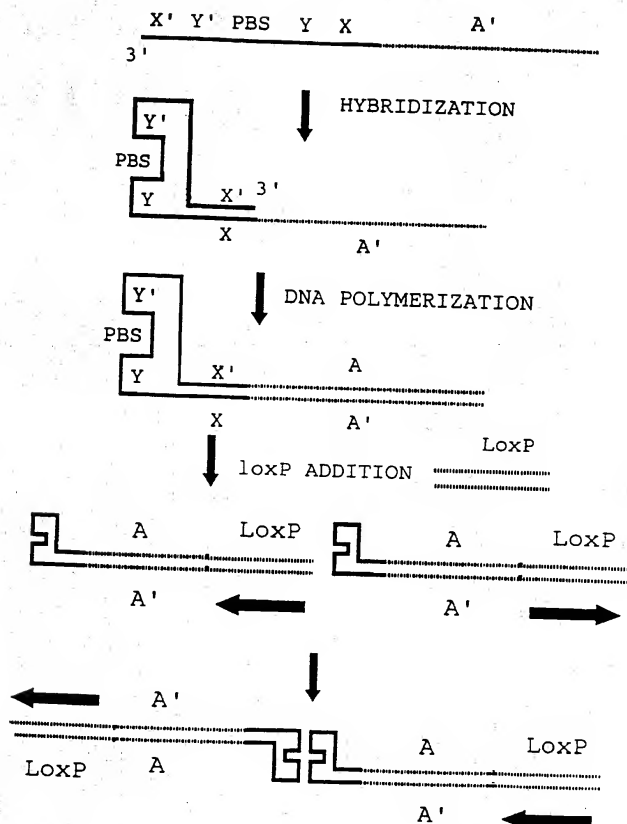 X' Y' PBS Y X A'
3'
HYBRIDIZATION
Y'
PBS
Y X' 3'
X A'
DNA POLYMERIZATION
Y'
PBS
Y X' A
X A'
LoxP
loxP ADDITION
A LoxP A LoxP
A' A'
A'
A LoxP
LoxP A
A'